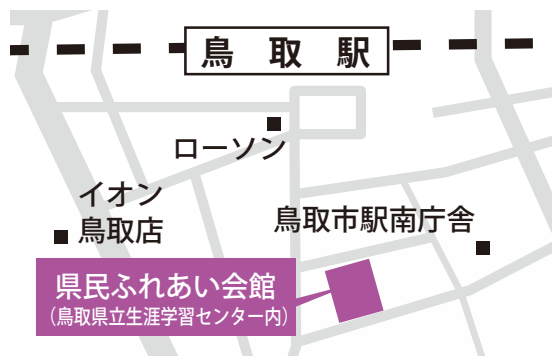 鳥取駅
ローソン
イオン
鳥取店
鳥取市駅南庁舎
県民ふれあい会館
(鳥取県立生涯学習センター内)